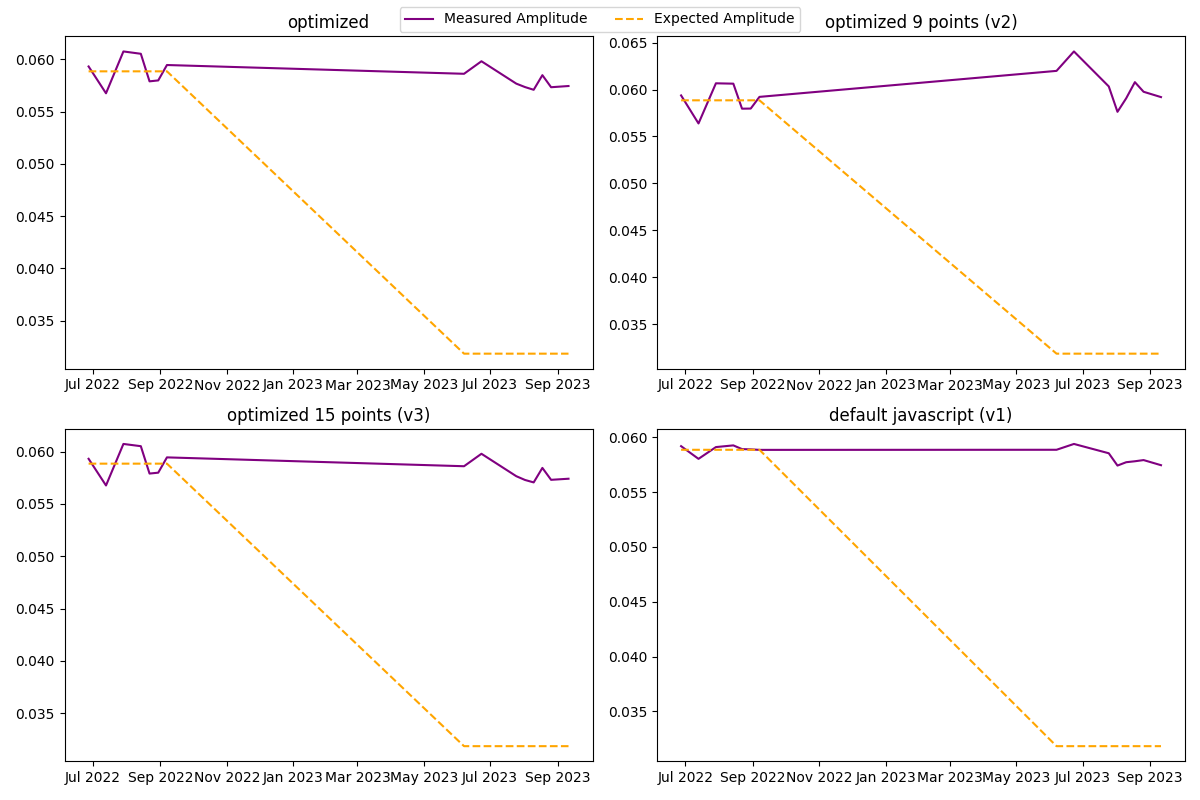 Measured Amplitude Expected Amplitude
optimized
0.060
0.055
0.050
0.045
0.040
0.035
Jul 2022 Sep 2022 Nov 2022 Jan 2023 Mar 2023 May 2023 Jul 2023 Sep 2023
optimized 9 points (v2)
0.065
0.060
0.055
0.050
0.045
0.040
0.035
Jul 2022 Sep 2022 Nov 2022 Jan 2023 Mar 2023 May 2023 Jul 2023 Sep 2023
optimized 15 points (v3)
0.060
0.055
0.050
0.045
0.040
0.035
Jul 2022 Sep 2022 Nov 2022 Jan 2023 Mar 2023 May 2023 Jul 2023 Sep 2023
default javascript (v1)
0.060
0.055
0.050
0.045
0.040
0.035
Jul 2022 Sep 2022 Nov 2022 Jan 2023 Mar 2023 May 2023 Jul 2023 Sep 2023